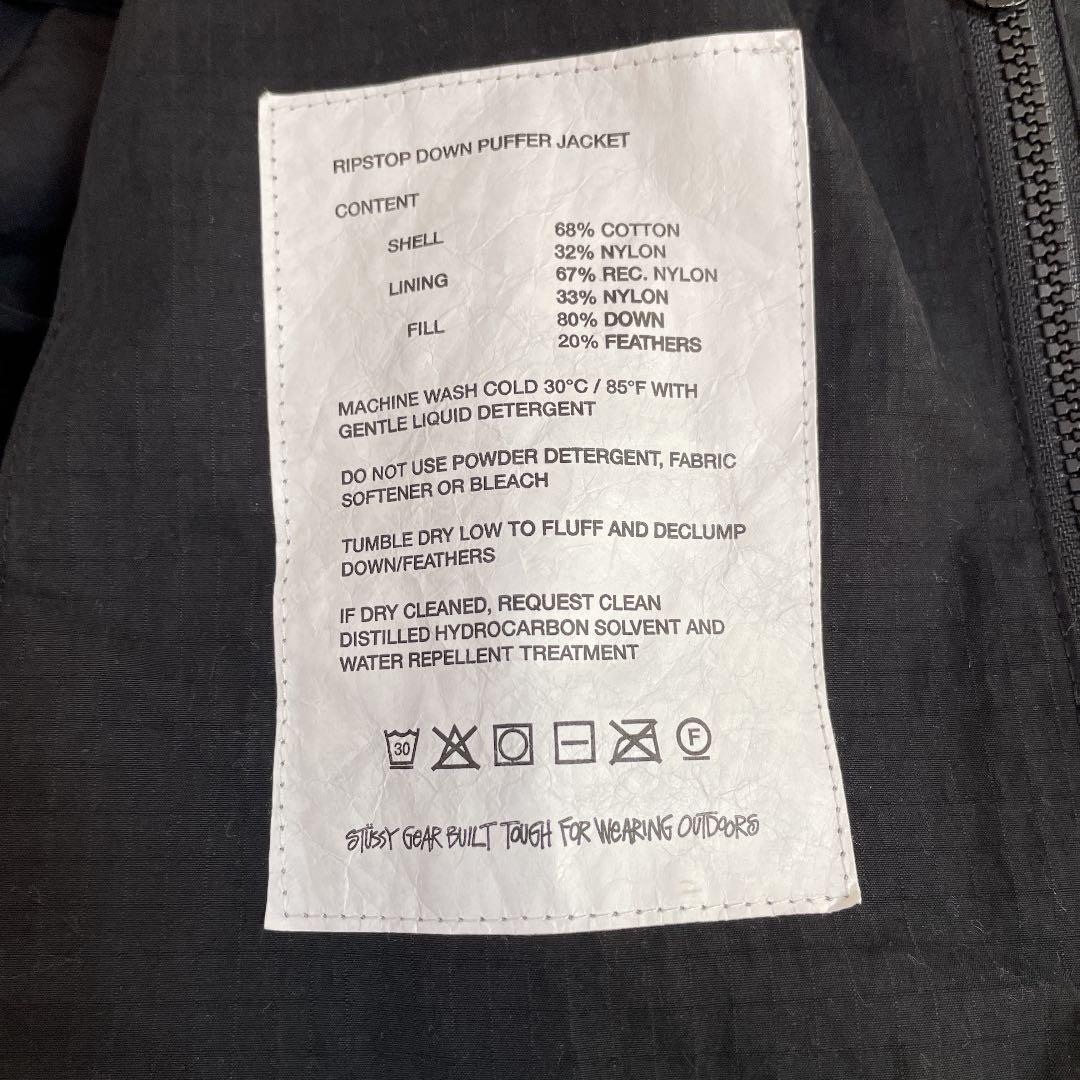 RIPSTOP DOWN PUFFER JACKET
CONTENT
SHELL 68% COTTON
32% NYLON
LINING 67% REC. NYLON
33% NYLON
FILL 80% DOWN
20% FEATHERS
MACHINE WASH COLD 30°C / 85°F WITH
GENTLE LIQUID DETERGENT
DO NOT USE POWDER DETERGENT, FABRIC
SOFTENER OR BLEACH
TUMBLE DRY LOW TO FLUFF AND DECLUMP
DOWN/FEATHERS
IF DRY CLEANED, REQUEST CLEAN
DISTILLED HYDROCARBON SOLVENT AND
WATER REPELLENT TREATMENT
30 F
STÜSSY GEAR BUILT TOUGH FOR WEARING OUTDOORS